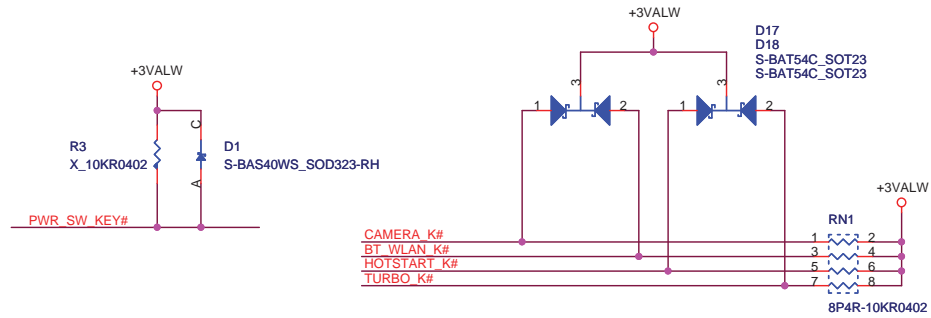 +3VALW
D17
D18
S-BAT54C_SOT23
S-BAT54C_SOT23
+3VALW
3
3
1
2
1
2
C
R3
X_10KR0402
D1
S-BAS40WS_SOD323-RH
A
+3VALW
PWR_SW_KEY#
RN1
CAMERA_K#
1
2
BT_WLAN_K#
3
4
HOTSTART_K#
5
6
TURBO_K#
7
8
8P4R-10KR0402